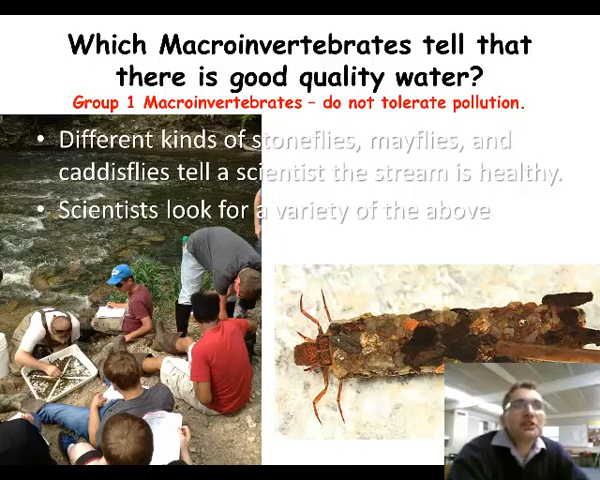 Which Macroinvertebrates tell that
there is good quality water?
Group 1 Macroinvertebrates – do not tolerate pollution.
• Different kinds of stoneflies, mayflies, and
caddisflies tell a scientist the stream is healthy.
• Scientists look for a variety of the above